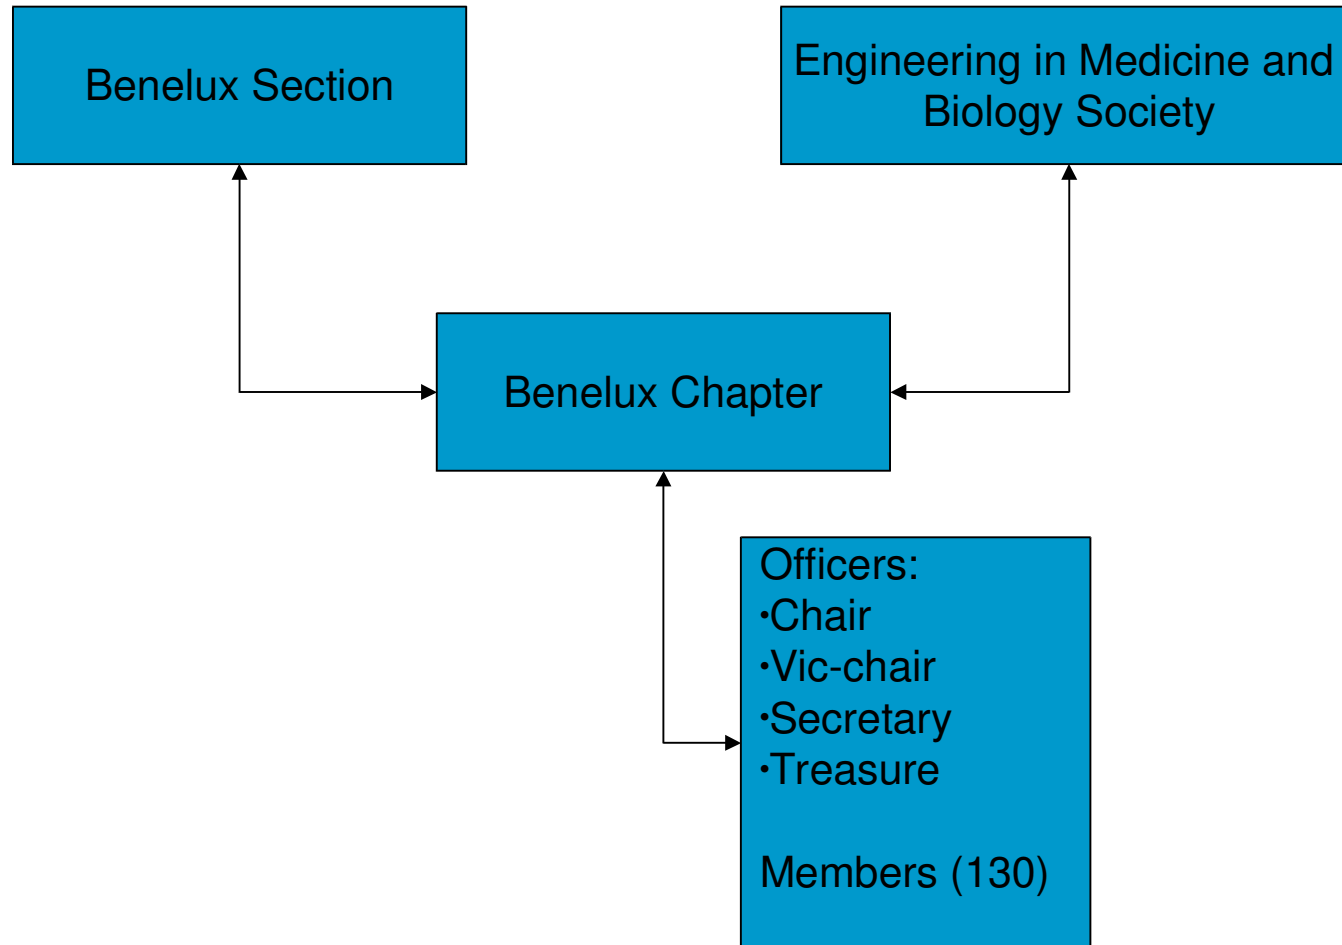 Benelux Section
Engineering in Medicine and
Biology Society
Benelux Chapter
Officers:
•Chair
•Vic-chair
•Secretary
•Treasure
Members (130)